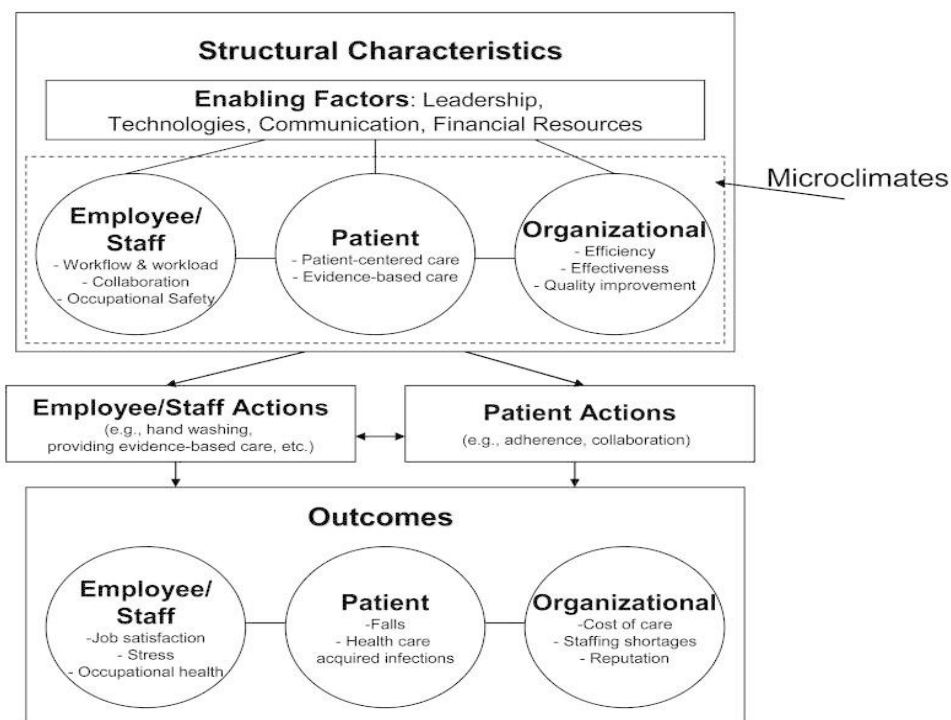 Structural Characteristics
Enabling Factors: Leadership,
Technologies, Communication, Financial Resources
Microclimates
Employee/
Staff
- Workflow & workload
- Collaboration
- Occupational Safety
Patient
- Patient-centered care
- Evidence-based care
Organizational
- Efficiency
- Effectiveness
- Quality improvement
Employee/Staff Actions
(e.g., hand washing,
providing evidence-based care, etc.)
Patient Actions
(e.g., adherence, collaboration)
Outcomes
Employee/
Staff
-Job satisfaction
- Stress
- Occupational health
Patient
-Falls
- Health care
acquired infections
Organizational
-Cost of care
- Staffing shortages
- Reputation